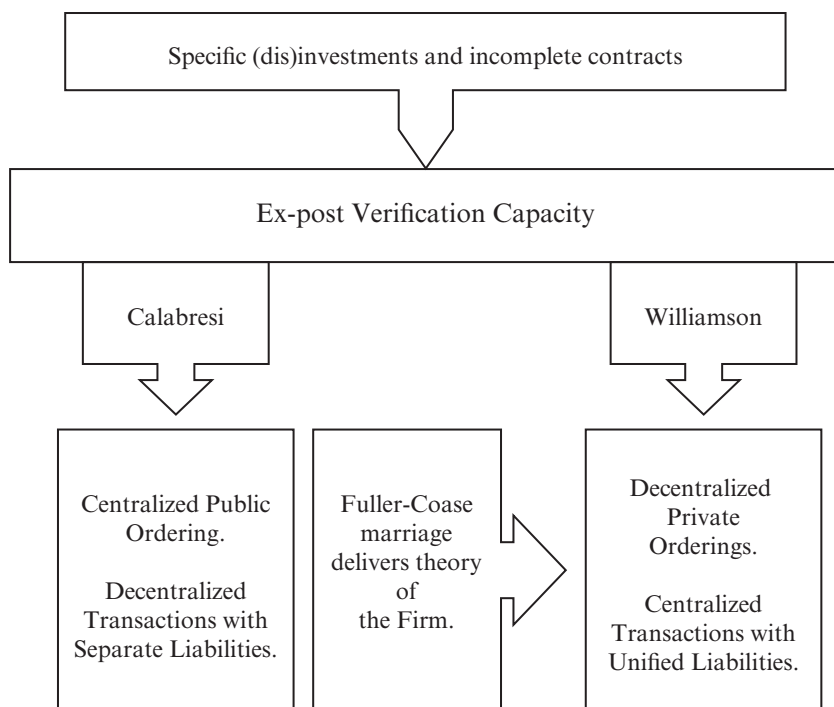 Specific (dis)investments and incomplete contracts
Ex-post Verification Capacity
Calabresi
Williamson
Centralized Public
Ordering.
Decentralized
Transactions with
Separate Liabilities.
Fuller-Coase
marriage
delivers theory
of
the Firm.
Decentralized
Private
Orderings.
Centralized
Transactions with
Unified Liabilities.